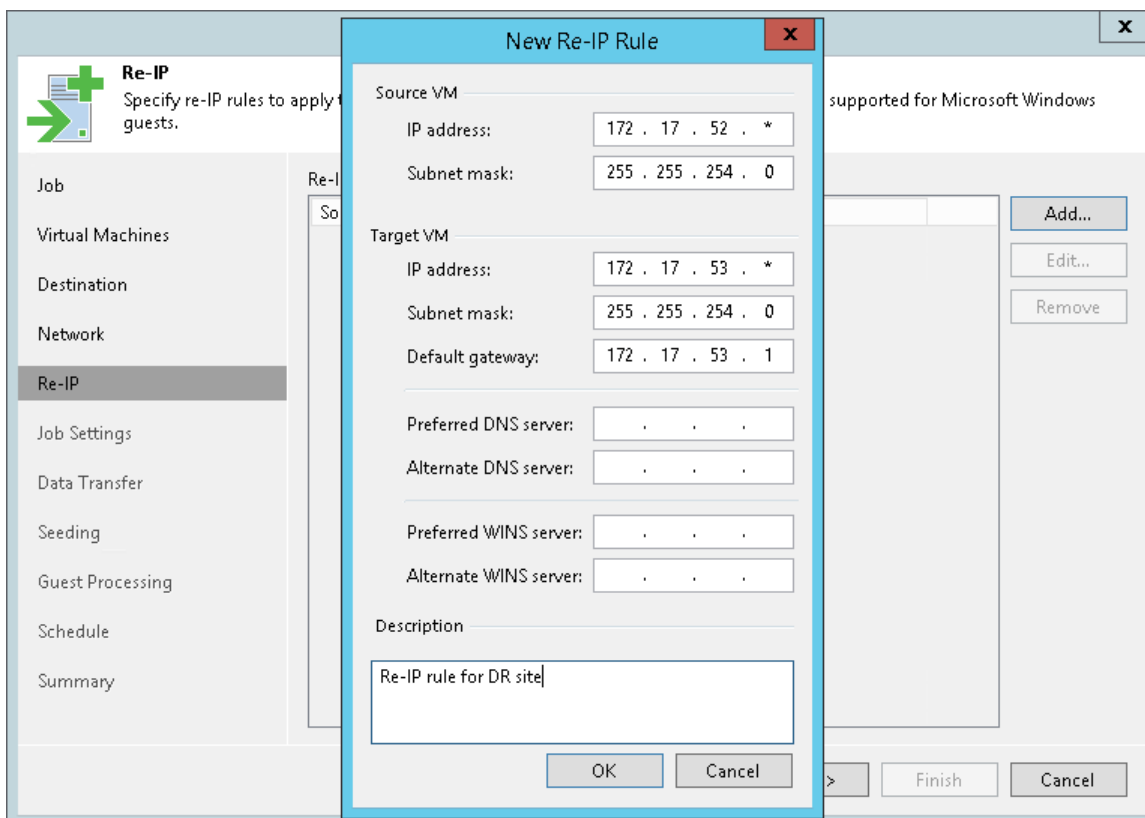 x
New Re-IP Rule
x
Re-IP
Specify re-IP rules to apply
supported for Microsoft Windows
guests.
Job
Virtual Machines
Destination
Network
Re-IP
Job Settings
Data Transfer
Seeding
Guest Processing
Schedule
Summary
Source VM
IP address: 172 . 17 . 52 . *
Subnet mask: 255 . 255 . 254 . 0
Target VM
IP address: 172 . 17 . 53 . *
Subnet mask: 255 . 255 . 254 . 0
Default gateway: 172 . 17 . 53 . 1
Preferred DNS server: . . .
Alternate DNS server: . . .
Preferred WINS server: . . .
Alternate WINS server: . . .
Description
Re-IP rule for DR site
OK Cancel
Add...
Edit...
Remove
> Finish Cancel